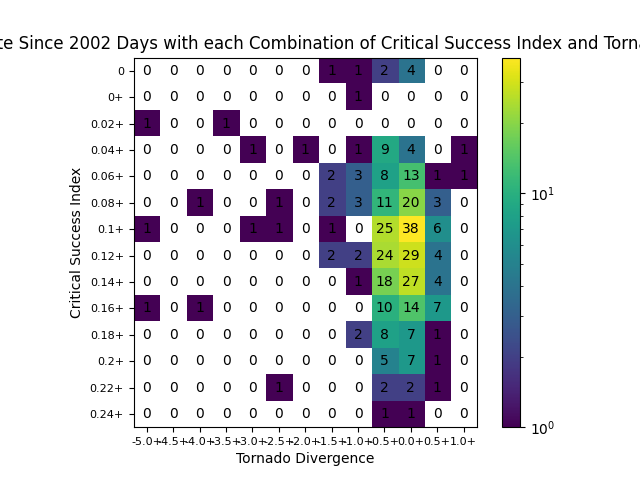 te Since 2002 Days with each Combination of Critical Success Index and Torna
0 0 0 0 0 0 0 0 1 1 2 4 0 0
0+ 0 0 0 0 0 0 0 0 1 0 0 0 0
0.02+ 1 0 0 1 0 0 0 0 0 0 0 0 0
0.04+ 0 0 0 0 1 0 1 0 1 9 4 0 1
0.06+ 0 0 0 0 0 0 0 2 3 8 13 1 1
0.08+ 0 0 1 0 0 1 0 2 3 11 20 3 0
0.1+ 1 0 0 0 1 1 0 1 0 25 38 6 0
0.12+ 0 0 0 0 0 0 0 2 2 24 29 4 0
0.14+ 0 0 0 0 0 0 0 0 1 18 27 4 0
0.16+ 1 0 1 0 0 0 0 0 0 10 14 7 0
0.18+ 0 0 0 0 0 0 0 0 2 8 7 1 0
0.2+ 0 0 0 0 0 0 0 0 0 5 7 1 0
0.22+ 0 0 0 0 0 1 0 0 0 2 2 1 0
0.24+ 0 0 0 0 0 0 0 0 0 1 1 0 0
-5.0+ -4.5+ -4.0+ -3.5+ -3.0+ -2.5+ -2.0+ -1.5+ -1.0+ -0.5+ 0.0+ 0.5+ 1.0+
Tornado Divergence
Critical Success Index
10¹
10⁰